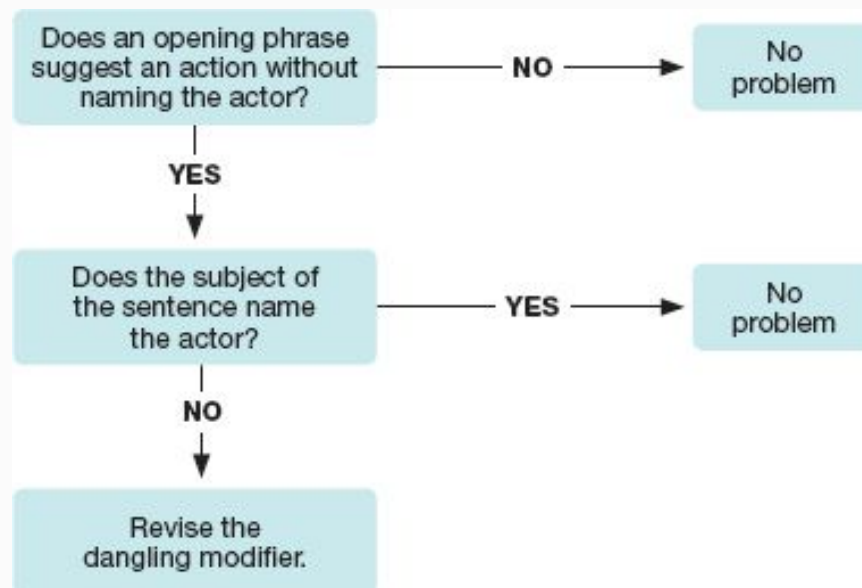 Does an opening phrase
suggest an action without
naming the actor?
NO
No
problem
YES
Does the subject of
the sentence name
the actor?
YES
No
problem
NO
Revise the
dangling modifier.